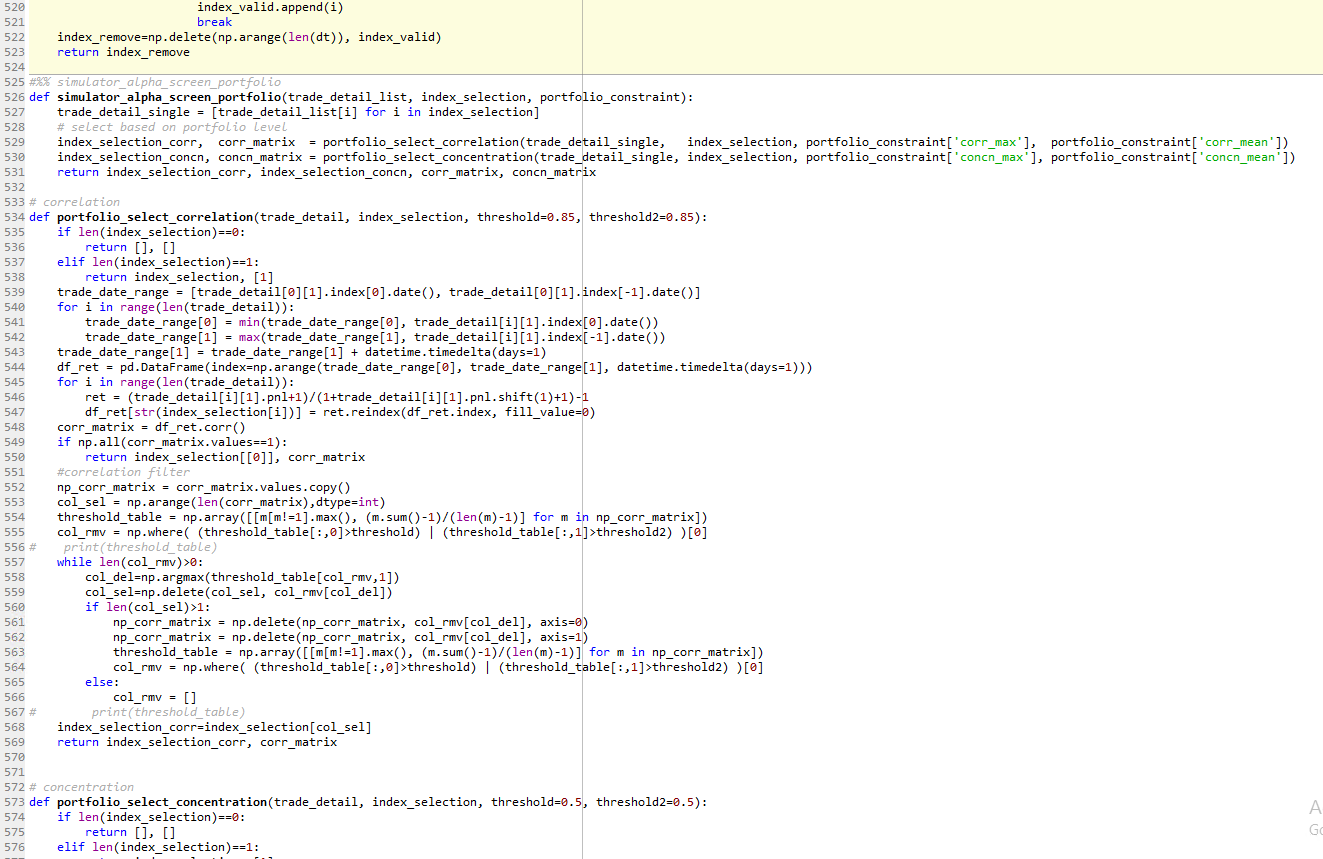 520                         index_valid.append(i)
521                         break
522     index_remove=np.delete(np.arange(len(dt)), index_valid)
523     return index_remove
524
525 #%% simulator_alpha_screen_portfolio
526 def simulator_alpha_screen_portfolio(trade_detail_list, index_selection, portfolio_constraint):
527     trade_detail_single = [trade_detail_list[i] for i in index_selection]
528     # select based on portfolio level
529     index_selection_corr,  corr_matrix  = portfolio_select_correlation(trade_detail_single,   index_selection, portfolio_constraint['corr_max'],  portfolio_constraint['corr_mean'])
530     index_selection_concn, concn_matrix = portfolio_select_concentration(trade_detail_single, index_selection, portfolio_constraint['concn_max'], portfolio_constraint['concn_mean'])
531     return index_selection_corr, index_selection_concn, corr_matrix, concn_matrix
532
533 # correlation
534 def portfolio_select_correlation(trade_detail, index_selection, threshold=0.85, threshold2=0.85):
535     if len(index_selection)==0:
536         return [], []
537     elif len(index_selection)==1:
538         return index_selection, [1]
539     trade_date_range = [trade_detail[0][1].index[0].date(), trade_detail[0][1].index[-1].date()]
540     for i in range(len(trade_detail)):
541         trade_date_range[0] = min(trade_date_range[0], trade_detail[i][1].index[0].date())
542         trade_date_range[1] = max(trade_date_range[1], trade_detail[i][1].index[-1].date())
543     trade_date_range[1] = trade_date_range[1] + datetime.timedelta(days=1)
544     df_ret = pd.DataFrame(index=np.arange(trade_date_range[0], trade_date_range[1], datetime.timedelta(days=1)))
545     for i in range(len(trade_detail)):
546         ret = (trade_detail[i][1].pnl+1)/(1+trade_detail[i][1].pnl.shift(1)+1)-1
547         df_ret[str(index_selection[i])] = ret.reindex(df_ret.index, fill_value=0)
548     corr_matrix = df_ret.corr()
549     if np.all(corr_matrix.values==1):
550         return index_selection[[0]], corr_matrix
551     #correlation filter
552     np_corr_matrix = corr_matrix.values.copy()
553     col_sel = np.arange(len(corr_matrix),dtype=int)
554     threshold_table = np.array([[m[m!=1].max(), (m.sum()-1)/(len(m)-1)] for m in np_corr_matrix])
555     col_rmv = np.where( (threshold_table[:,0]>threshold) | (threshold_table[:,1]>threshold2) )[0]
556 #    print(threshold_table)
557     while len(col_rmv)>0:
558         col_del=np.argmax(threshold_table[col_rmv,1])
559         col_sel=np.delete(col_sel, col_rmv[col_del])
560         if len(col_sel)>1:
561             np_corr_matrix = np.delete(np_corr_matrix, col_rmv[col_del], axis=0)
562             np_corr_matrix = np.delete(np_corr_matrix, col_rmv[col_del], axis=1)
563             threshold_table = np.array([[m[m!=1].max(), (m.sum()-1)/(len(m)-1)] for m in np_corr_matrix])
564             col_rmv = np.where( (threshold_table[:,0]>threshold) | (threshold_table[:,1]>threshold2) )[0]
565         else:
566             col_rmv = []
567 #        print(threshold_table)
568     index_selection_corr=index_selection[col_sel]
569     return index_selection_corr, corr_matrix
570
571
572 # concentration
573 def portfolio_select_concentration(trade_detail, index_selection, threshold=0.5, threshold2=0.5):
574     if len(index_selection)==0:
575         return [], []
576     elif len(index_selection)==1:
A
Go